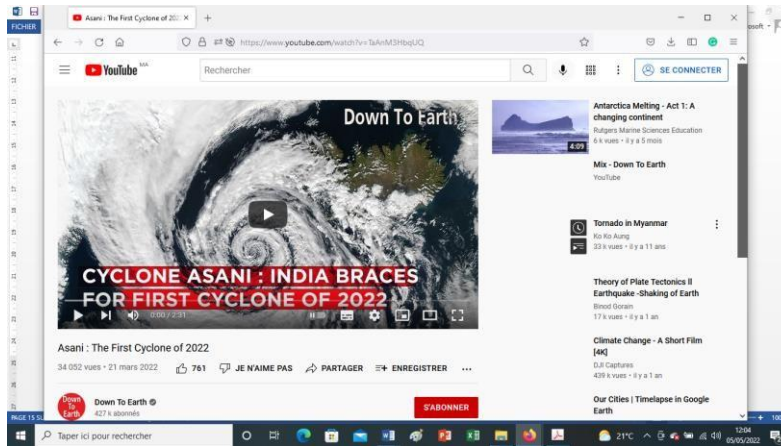 FICHIER
Asani : The First Cyclone of 202
https://www.youtube.com/watch?v=TaAnM3HbqUQ
YouTube MA
Rechercher
SE CONNECTER
Down To Earth
CYCLONE ASANI : INDIA BRACES
FOR FIRST CYCLONE OF 2022
0:00 / 2:31
Asani : The First Cyclone of 2022
34 052 vues • 21 mars 2022
761
JE N'AIME PAS
PARTAGER
ENREGISTRER
Down To Earth
Down To Earth
427 k abonnés
S'ABONNER
4:09
Antarctica Melting - Act 1: A
changing continent
Rutgers Marine Sciences Education
6 k vues • il y a 5 mois
Mix - Down To Earth
YouTube
Tornado in Myanmar
Ko Ko Aung
33 k vues • il y a 11 ans
Theory of Plate Tectonics ll
Earthquake -Shaking of Earth
Binod Goram
17 k vues • il y a 1 an
Climate Change - A Short Film
[4K]
DJI Captures
439 k vues • il y a 1 an
Our Cities | Timelapse in Google
Earth
PAGE 15 SU
Taper ici pour rechercher
21°C
12:04
05/05/2022